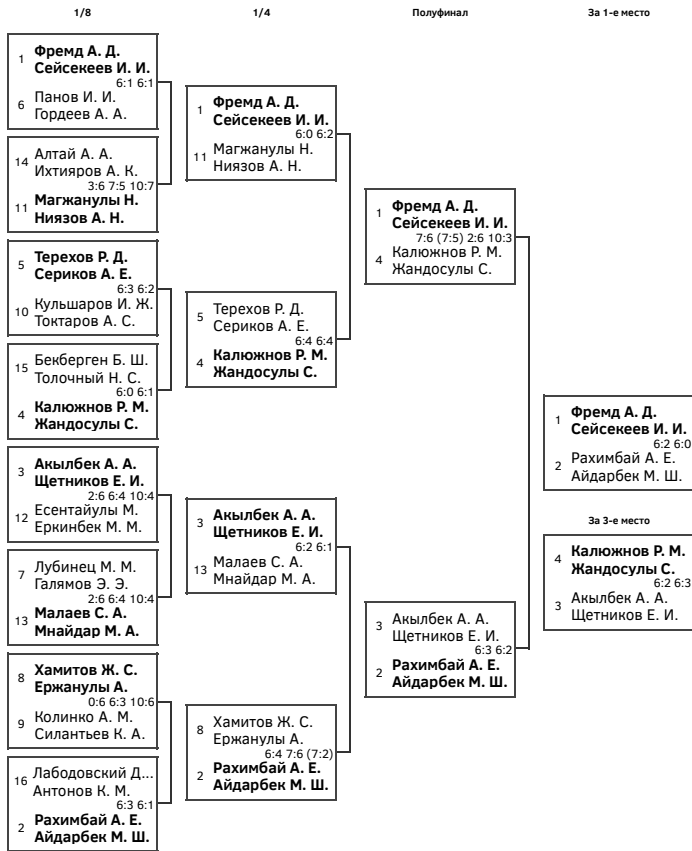 1/8
1/4
Полуфинал
За 1-е место
1
Фремд А. Д.
Сейсекеев И. И.
6:1 6:1
6
Панов И. И.
Гордеев А. А.
14
Алтай А. А.
Ихтияров А. К.
3:6 7:5 10:7
11
Магжанулы Н.
Ниязов А. Н.
5
Терехов Р. Д.
Сериков А. Е.
6:3 6:2
10
Кульшаров И. Ж.
Токтаров А. С.
15
Бекберген Б. Ш.
Толочный Н. С.
6:0 6:1
4
Калюжнов Р. М.
Жандосулы С.
3
Акылбек А. А.
Щетников Е. И.
2:6 6:4 10:4
12
Есентайулы М.
Еркинбек М. М.
7
Лубинец М. М.
Галямов Э. Э.
2:6 6:4 10:4
13
Малаев С. А.
Мнайдар М. А.
8
Хамитов Ж. С.
Ержанулы А.
0:6 6:3 10:6
9
Колинко А. М.
Силантьев К. А.
16
Лабодовский Д...
Антонов К. М.
6:3 6:1
2
Рахимбай А. Е.
Айдарбек М. Ш.
1
Фремд А. Д.
Сейсекеев И. И.
6:0 6:2
11
Магжанулы Н.
Ниязов А. Н.
5
Терехов Р. Д.
Сериков А. Е.
6:4 6:4
4
Калюжнов Р. М.
Жандосулы С.
3
Акылбек А. А.
Щетников Е. И.
6:2 6:1
13
Малаев С. А.
Мнайдар М. А.
8
Хамитов Ж. С.
Ержанулы А.
6:4 7:6 (7:2)
2
Рахимбай А. Е.
Айдарбек М. Ш.
1
Фремд А. Д.
Сейсекеев И. И.
7:6 (7:5) 2:6 10:3
4
Калюжнов Р. М.
Жандосулы С.
3
Акылбек А. А.
Щетников Е. И.
6:3 6:2
2
Рахимбай А. Е.
Айдарбек М. Ш.
1
Фремд А. Д.
Сейсекеев И. И.
6:2 6:0
2
Рахимбай А. Е.
Айдарбек М. Ш.
За 3-е место
4
Калюжнов Р. М.
Жандосулы С.
6:2 6:3
3
Акылбек А. А.
Щетников Е. И.